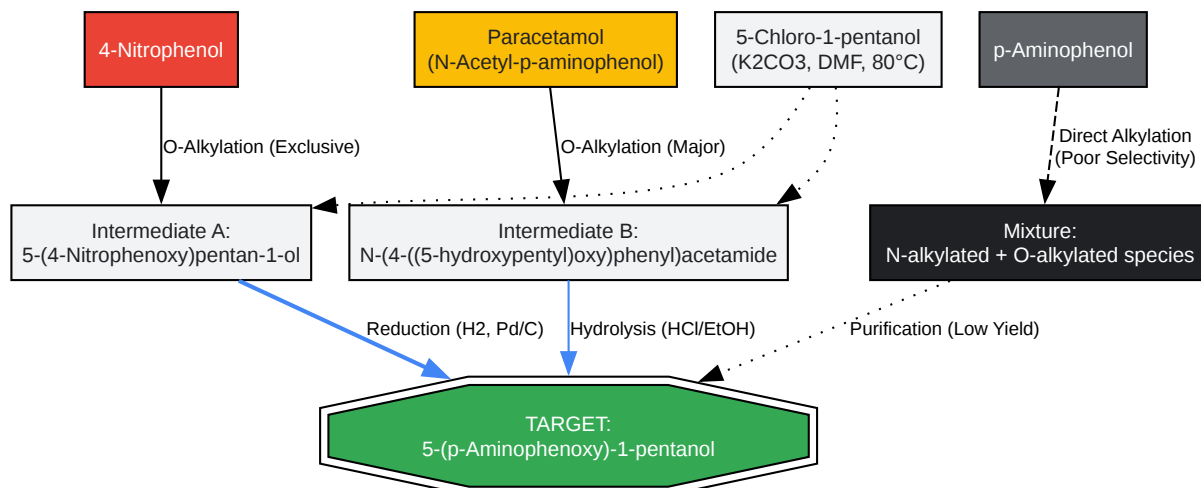 4-Nitrophenol
Paracetamol
(N-Acetyl-p-aminophenol)
5-Chloro-1-pentanol
(K2CO3, DMF, 80°C)
p-Aminophenol
O-Alkylation (Exclusive)
O-Alkylation (Major)
Direct Alkylation
(Poor Selectivity)
Intermediate A:
5-(4-Nitrophenoxy)pentan-1-ol
Intermediate B:
N-(4-((5-hydroxypentyl)oxy)phenyl)acetamide
Mixture:
N-alkylated + O-alkylated species
Reduction (H2, Pd/C)
Hydrolysis (HCl/EtOH)
Purification (Low Yield)
TARGET:
5-(p-Aminophenoxy)-1-pentanol